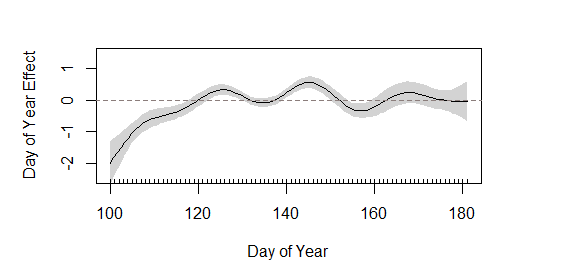 Day of Year Effect
1
0
-1
-2
100 120 140 160 180
Day of Year